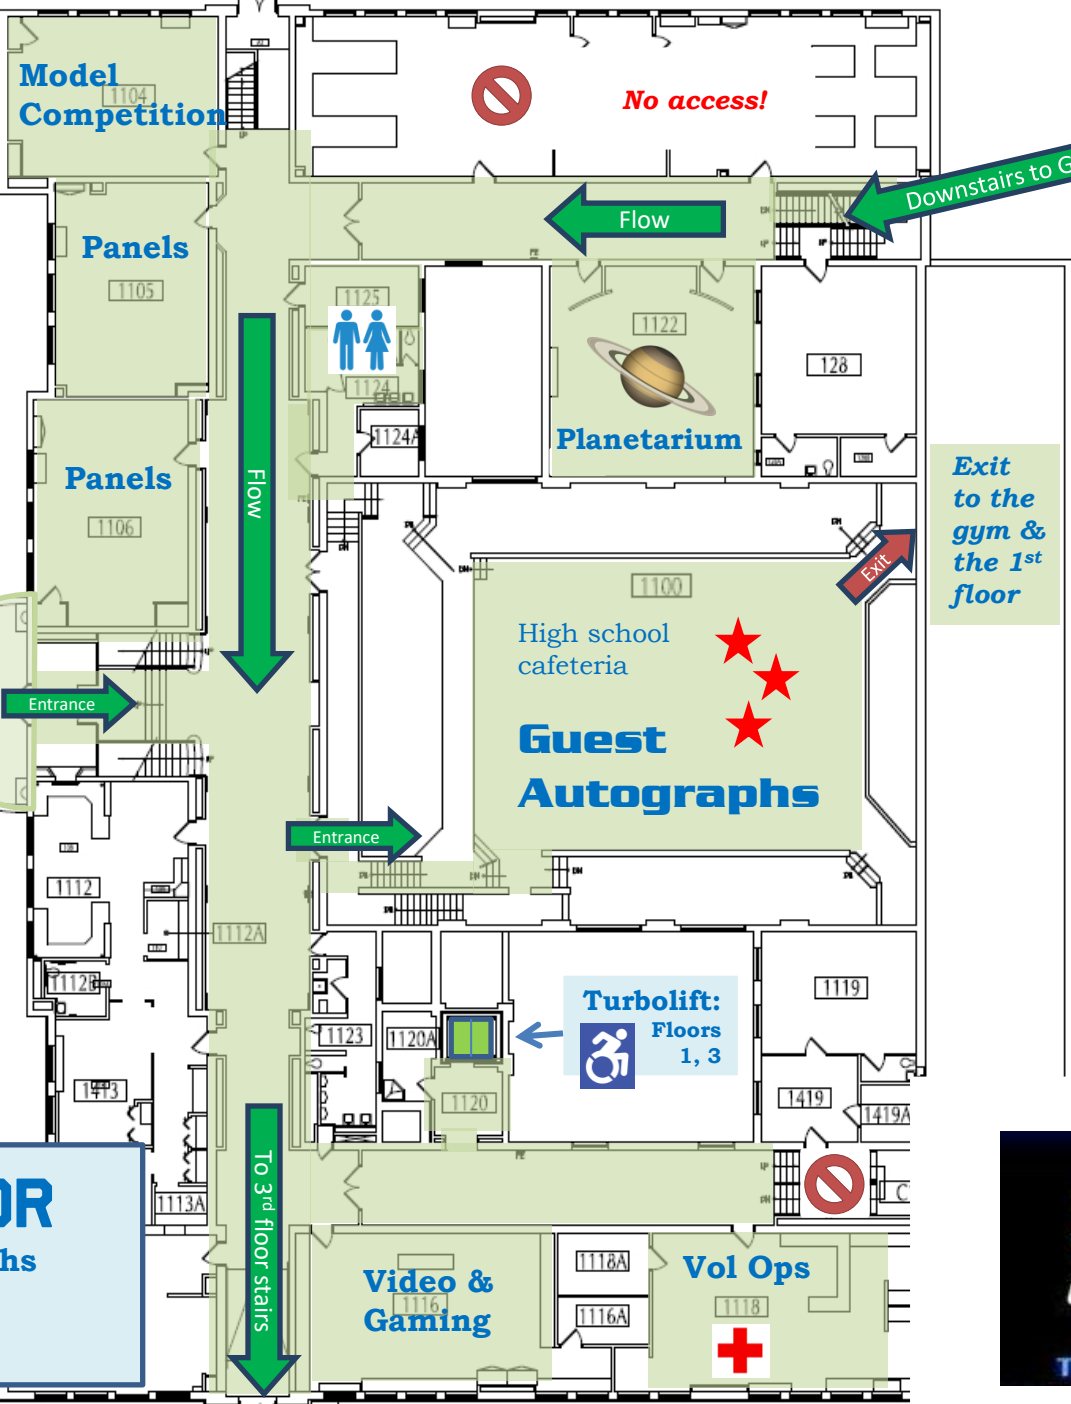 Model
Competition
1104
No access!
Downstairs to G
Flow
Panels
1105
1125
1124
1124A
1122
Planetarium
128
Flow
Panels
1106
Exit
to the
gym &
the 1st
floor
Exit
1100
High school
cafeteria
Guest
Autographs
Entrance
Entrance
1112
1112A
1112B
1413
1113A
1123
1120A
1120
Turbolift:
Floors
1, 3
1119
1419
1419A
C
To 3rd floor stairs
OR
hs
Video &
Gaming
1116
1118A
1116A
Vol Ops
1118
T